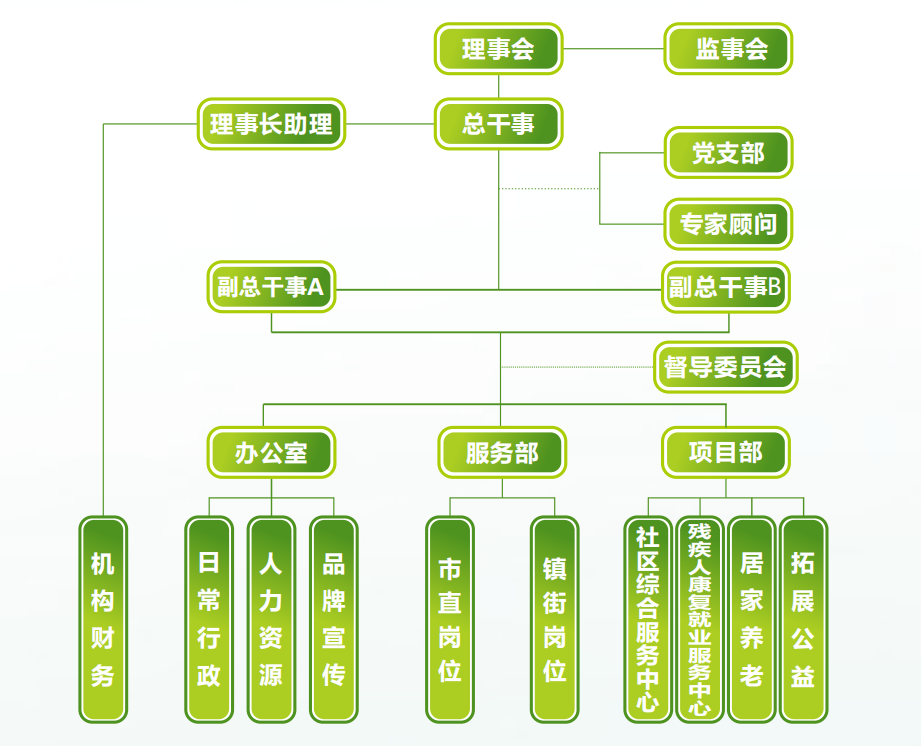 理事会
监事会
理事长助理
总干事
党支部
专家顾问
副总干事A
副总干事B
督导委员会
办公室
服务部
项目部
机构财务
日常行政
人力资源
品牌宣传
市直岗位
镇街岗位
社区综合服务中心
残疾人康复就业服务中心
居家养老
拓展公益